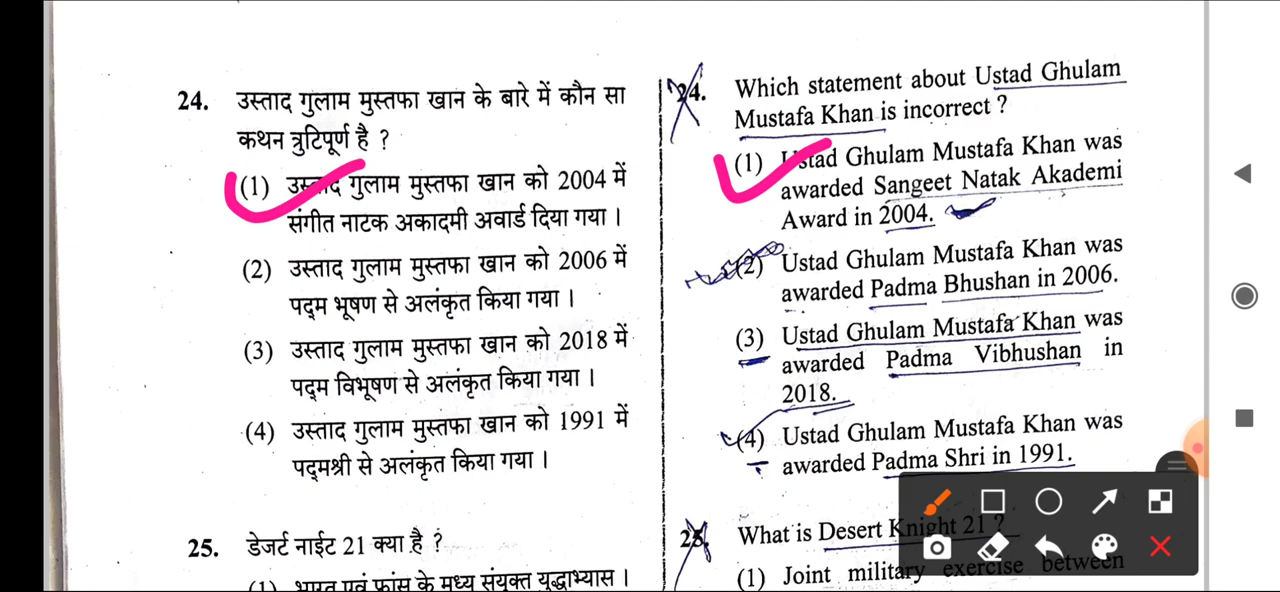 24. उस्ताद गुलाम मुस्तफा खान के बारे में कौन सा
कथन त्रुटिपूर्ण है ?
(1) उस्ताद गुलाम मुस्तफा खान को 2004 में
संगीत नाटक अकादमी अवार्ड दिया गया ।
(2) उस्ताद गुलाम मुस्तफा खान को 2006 में
पद्म भूषण से अलंकृत किया गया ।
(3) उस्ताद गुलाम मुस्तफा खान को 2018 में
पद्म विभूषण से अलंकृत किया गया ।
(4) उस्ताद गुलाम मुस्तफा खान को 1991 में
पद्मश्री से अलंकृत किया गया ।
25. डेजर्ट नाईट 21 क्या है ?
(1) भारत एवं फ्रांस के मध्य संयुक्त युद्धाभ्यास ।
24. Which statement about Ustad Ghulam
Mustafa Khan is incorrect ?
(1) Ustad Ghulam Mustafa Khan was
awarded Sangeet Natak Akademi
Award in 2004.
(2) Ustad Ghulam Mustafa Khan was
awarded Padma Bhushan in 2006.
(3) Ustad Ghulam Mustafa Khan was
awarded Padma Vibhushan in
2018.
(4) Ustad Ghulam Mustafa Khan was
awarded Padma Shri in 1991.
25. What is Desert Knight 21 ?
(1) Joint military exercise between